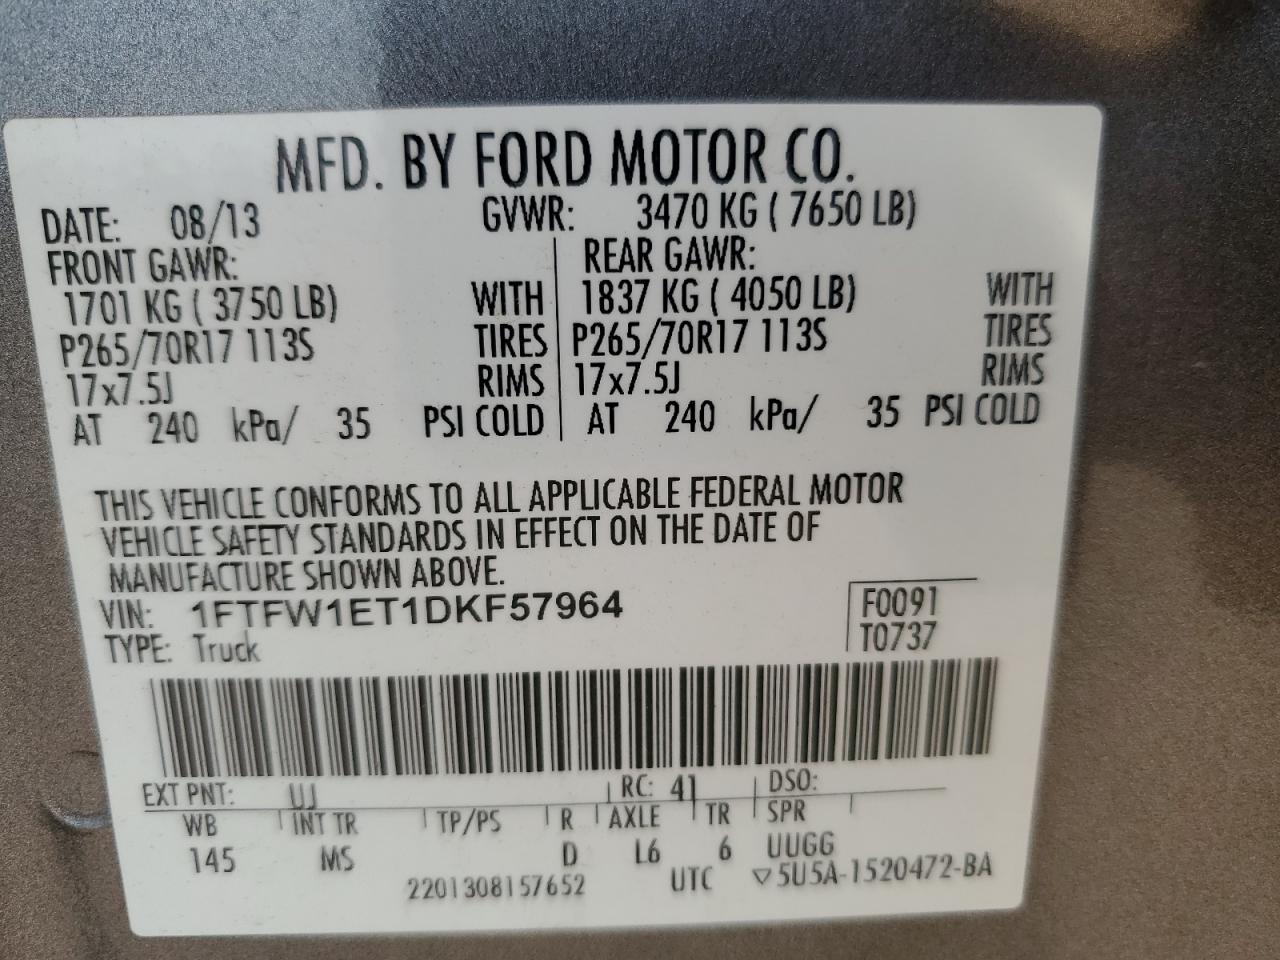 MFD. BY FORD MOTOR CO.
DATE: 08/13 GVWR: 3470 KG ( 7650 LB)
FRONT GAWR: REAR GAWR:
1701 KG ( 3750 LB) WITH 1837 KG ( 4050 LB) WITH
P265/70R17 113S TIRES P265/70R17 113S TIRES
17x7.5J RIMS 17x7.5J RIMS
AT 240 kPa/ 35 PSI COLD AT 240 kPa/ 35 PSI COLD
THIS VEHICLE CONFORMS TO ALL APPLICABLE FEDERAL MOTOR
VEHICLE SAFETY STANDARDS IN EFFECT ON THE DATE OF
MANUFACTURE SHOWN ABOVE.
VIN: 1FTFW1ET1DKF57964 F0091
TYPE: Truck T0737
EXT PNT: UJ RC: 41 DSO:
WB INT TR TP/PS R AXLE TR SPR
145 MS D L6 6 UUGG
2201308157652 UTC ▽5U5A-1520472-BA